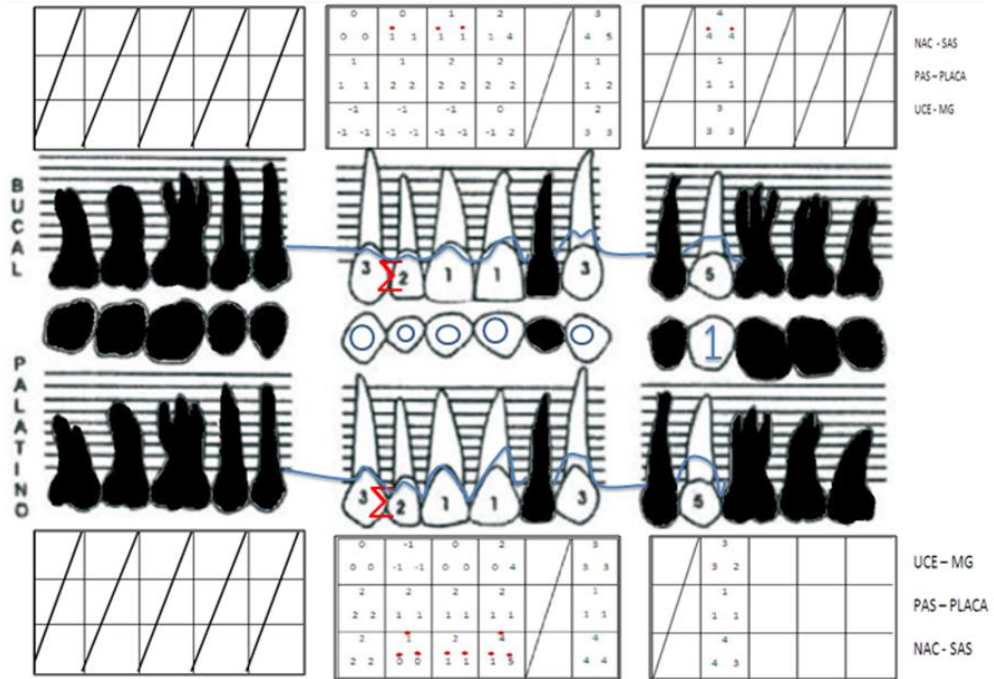 0 0 1 2 3 4
0 0 1 1 1 1 1 4 4 5 4 4
NAC - SAS
1 1 2 2 1 1
1 1 2 2 2 2 2 2 1 2 1 1
PAS – PLACA
-1 -1 -1 0 2 3
-1 -1 -1 -1 -1 -1 -1 2 3 3 3 3
UCE – MG
BUCAL
3 Σ 2 1 1 3 5
1
PALATINO
3 Σ 2 1 1 3 5
0 -1 0 2 3 3
0 0 -1 -1 0 0 0 4 3 3 3 2
UCE – MG
2 2 2 2 1 1
2 2 1 1 1 1 1 1 1 1 1 1
PAS – PLACA
2 1 2 4 4 4
2 2 0 0 1 1 1 5 4 4 4 3
NAC - SAS